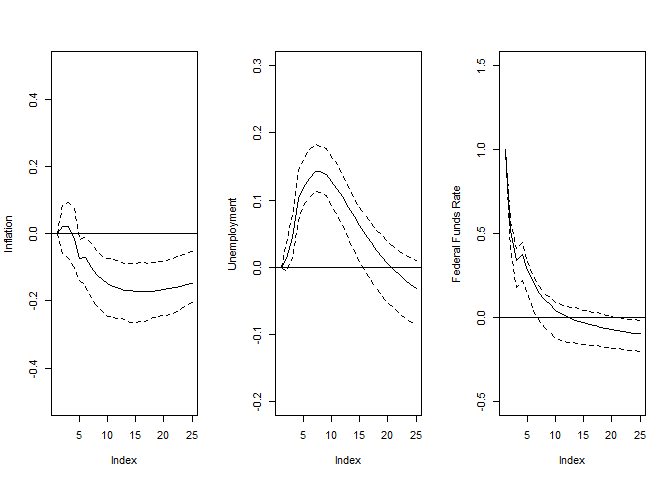 Inflation
-0.4 -0.2 0.0 0.2 0.4
5 10 15 20 25
Index
Unemployment
-0.2 -0.1 0.0 0.1 0.2 0.3
5 10 15 20 25
Index
Federal Funds Rate
-0.5 0.0 0.5 1.0 1.5
5 10 15 20 25
Index